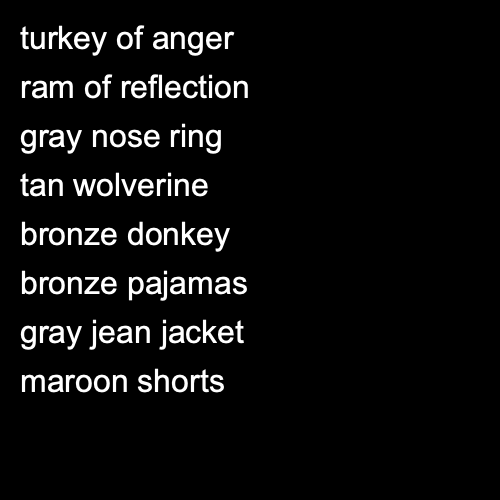 turkey of anger
ram of reflection
gray nose ring
tan wolverine
bronze donkey
bronze pajamas
gray jean jacket
maroon shorts